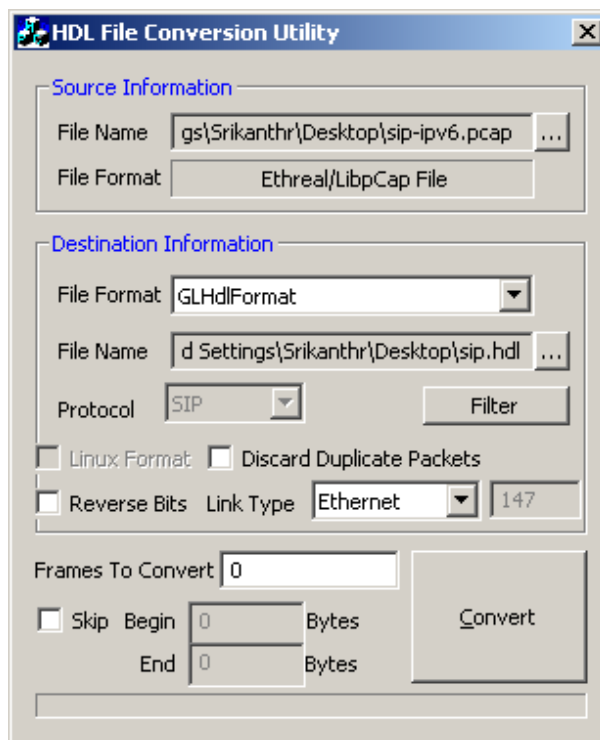 HDL File Conversion Utility
Source Information
File Name gs\Srikanthr\Desktop\sip-ipv6.pcap ...
File Format Ethreal/LibpCap File
Destination Information
File Format GLHdlFormat
File Name d Settings\Srikanthr\Desktop\sip.hdl ...
Protocol SIP Filter
Linux Format Discard Duplicate Packets
Reverse Bits Link Type Ethernet 147
Frames To Convert 0
Skip Begin 0 Bytes Convert
End 0 Bytes